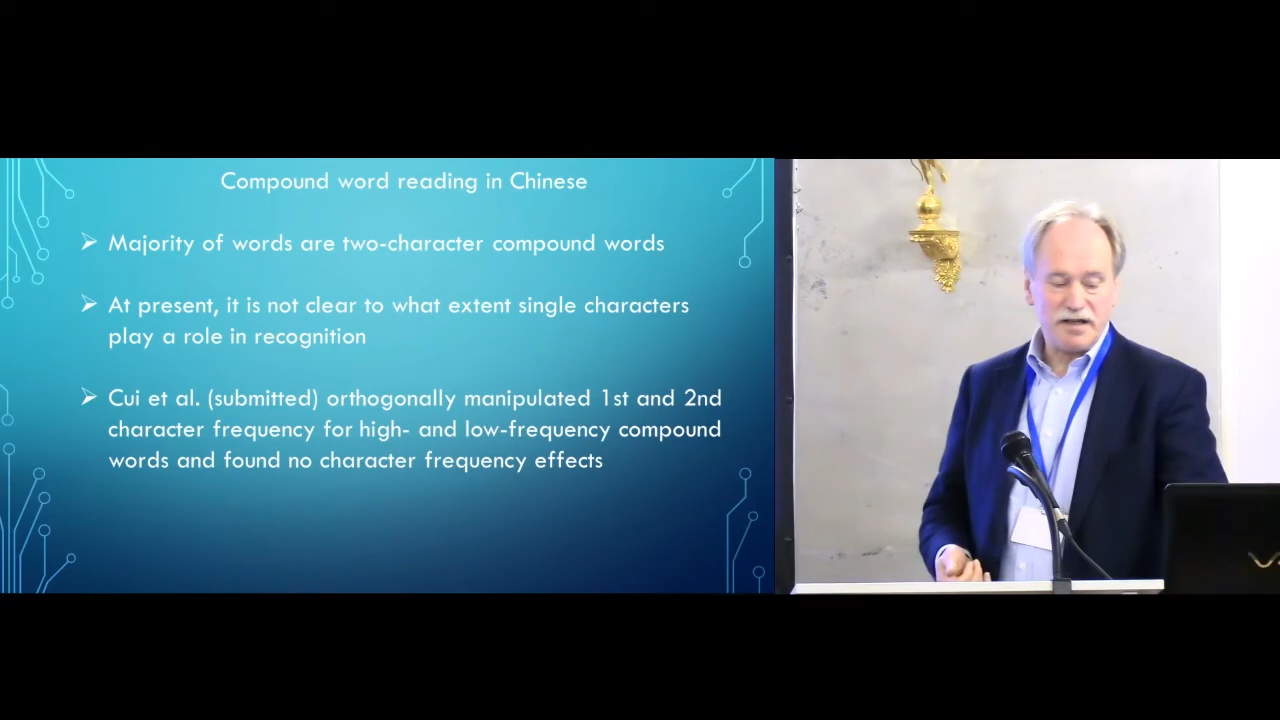 Compound word reading in Chinese
Majority of words are two-character compound words
At present, it is not clear to what extent single characters
play a role in recognition
Cui et al. (submitted) orthogonally manipulated 1st and 2nd
character frequency for high- and low-frequency compound
words and found no character frequency effects